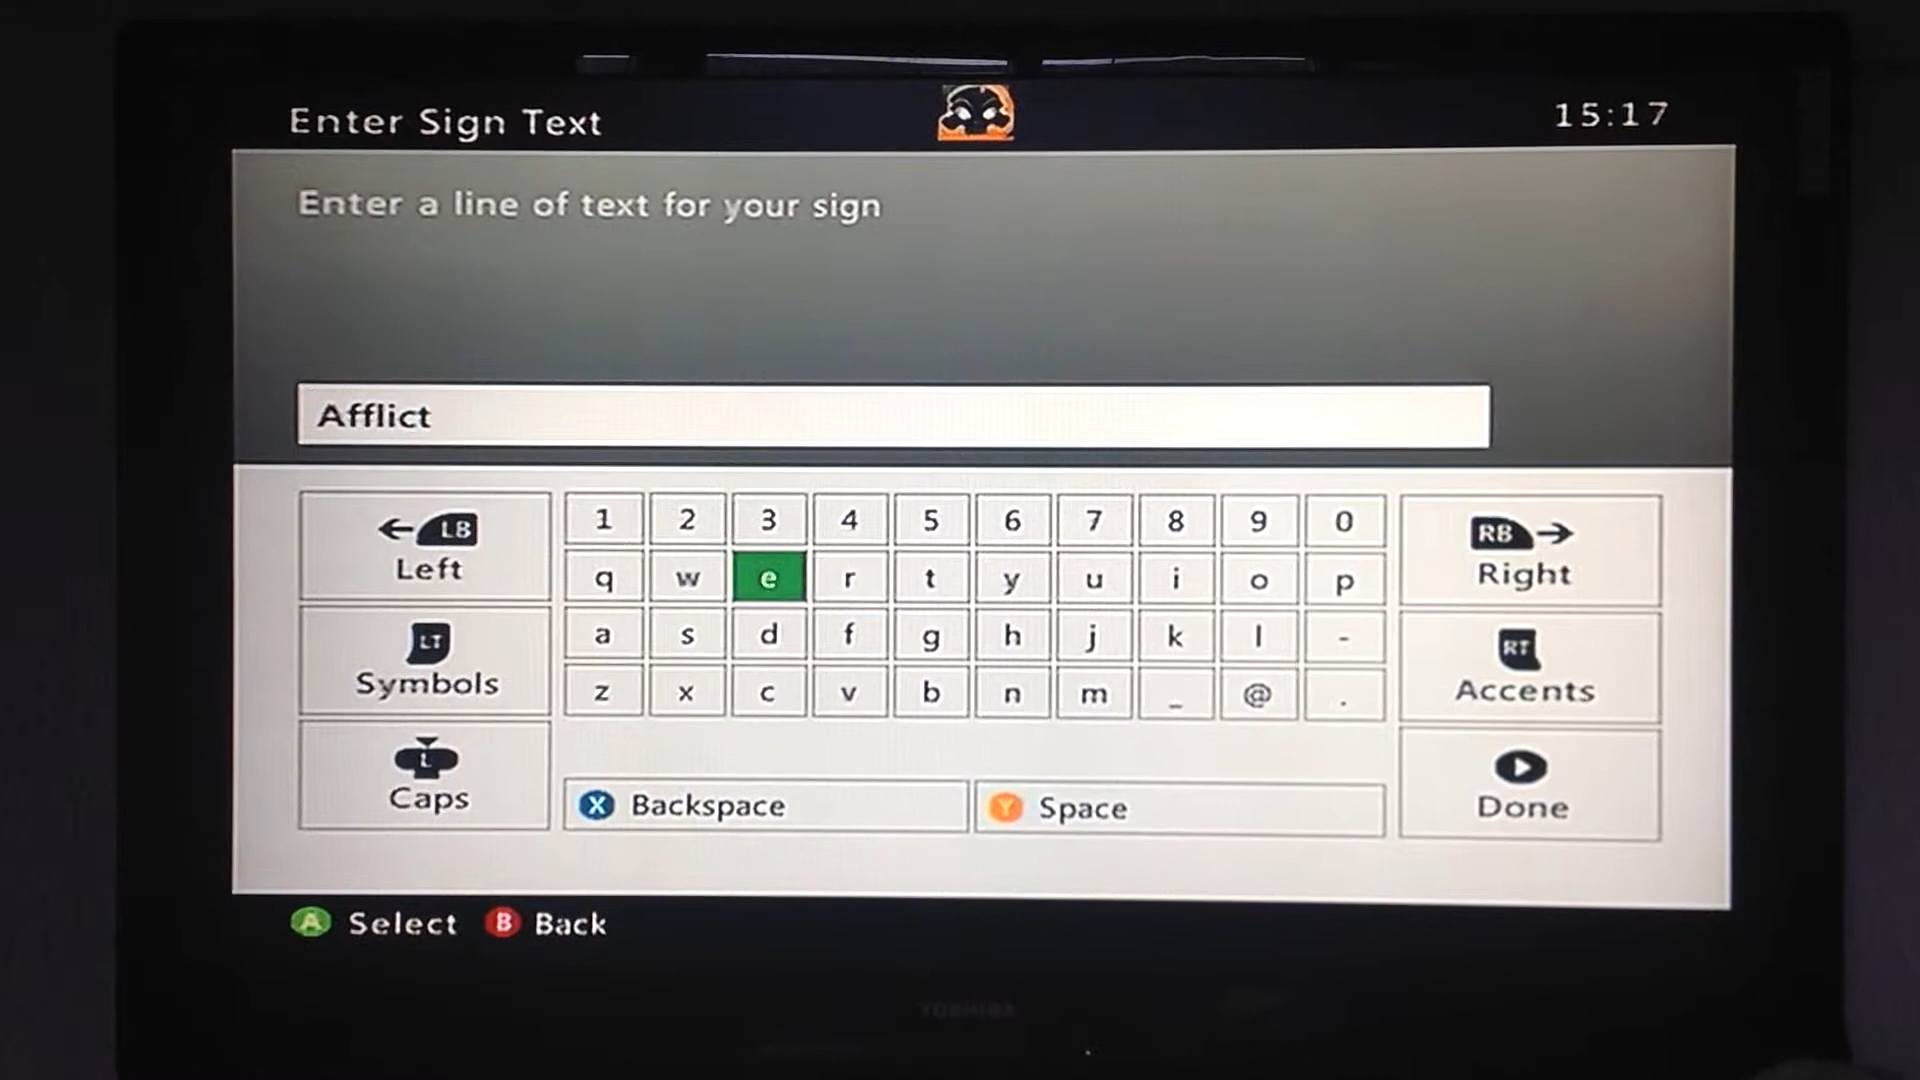 Enter Sign Text
15:17
Enter a line of text for your sign
Afflict
LB
Left
1 2 3 4 5 6 7 8 9 0
RB
Right
q w e r t y u i o p
LT
Symbols
a s d f g h j k l -
RT
Accents
z x c v b n m _ @ .
L
Caps
X Backspace
Y Space
Done
A Select B Back
TOSHIBA